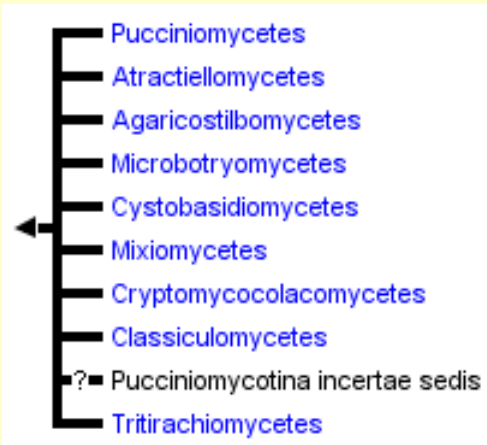 Pucciniomycetes
Atractiellomycetes
Agaricostilbomycetes
Microbotryomycetes
Cystobasidiomycetes
Mixiomycetes
Cryptomycocolacomycetes
Classiculomycetes
? Pucciniomycotina incertae sedis
Tritirachiomycetes